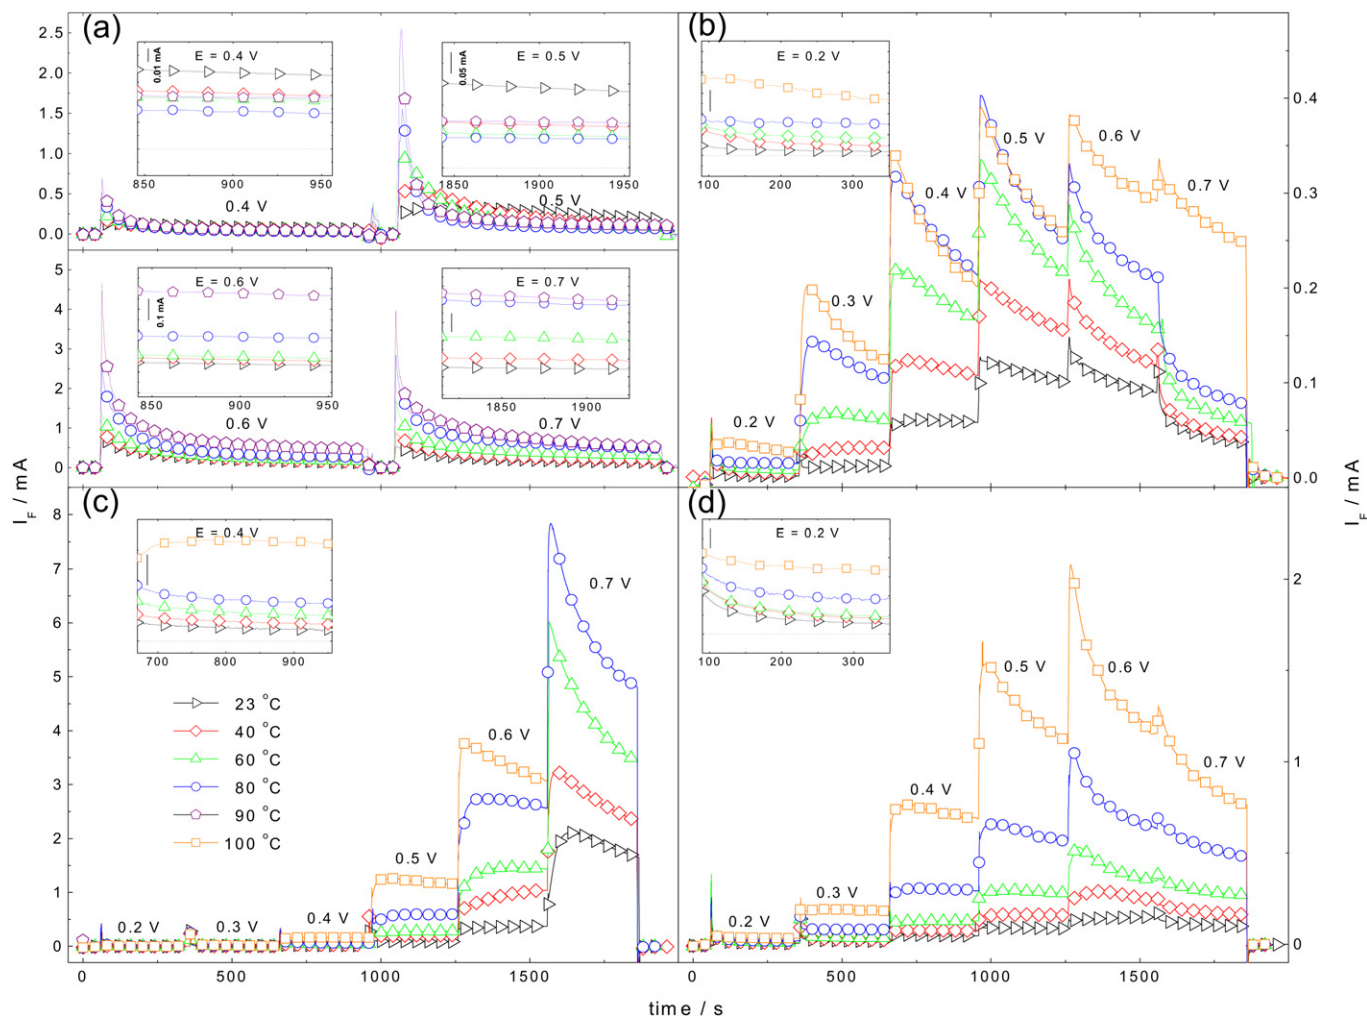 (a)
2.5
2.0
1.5
1.0
0.5
0.0
0.01 mA
E = 0.4 V
850 900 950
0.05 mA
E = 0.5 V
1850 1900 1950
0.4 V
0.5 V
5
4
3
2
1
0
0.1 mA
E = 0.6 V
850 900 950
E = 0.7 V
1850 1900
0.6 V
0.7 V
(b)
E = 0.2 V
100 200 300
0.2 V
0.3 V
0.4 V
0.5 V
0.6 V
0.7 V
0.4
0.3
0.2
0.1
0.0
I_F / mA
I_F / mA
(c)
8
7
6
5
4
3
2
1
0
E = 0.4 V
700 800 900
23 °C
40 °C
60 °C
80 °C
90 °C
100 °C
0.2 V
0.3 V
0.4 V
0.5 V
0.6 V
0.7 V
0 500 1000 1500
(d)
E = 0.2 V
100 200 300
0.2 V
0.3 V
0.4 V
0.5 V
0.6 V
0.7 V
2
1
0
0 500 1000 1500
time / s